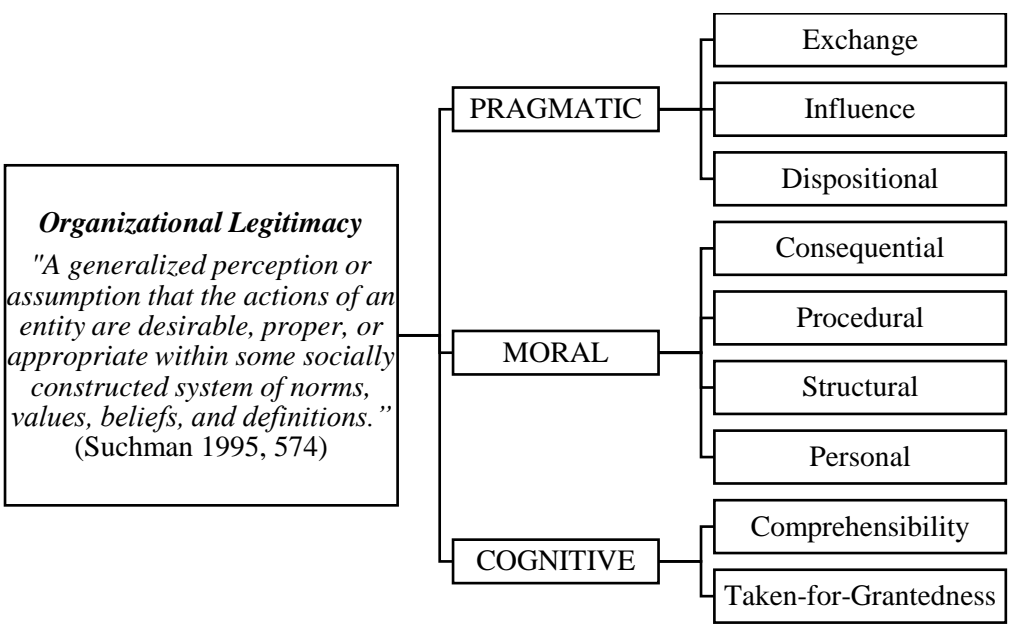 Organizational Legitimacy
"A generalized perception or
assumption that the actions of an
entity are desirable, proper, or
appropriate within some socially
constructed system of norms,
values, beliefs, and definitions.”
(Suchman 1995, 574)
PRAGMATIC
Exchange
Influence
Dispositional
MORAL
Consequential
Procedural
Structural
Personal
COGNITIVE
Comprehensibility
Taken-for-Grantedness